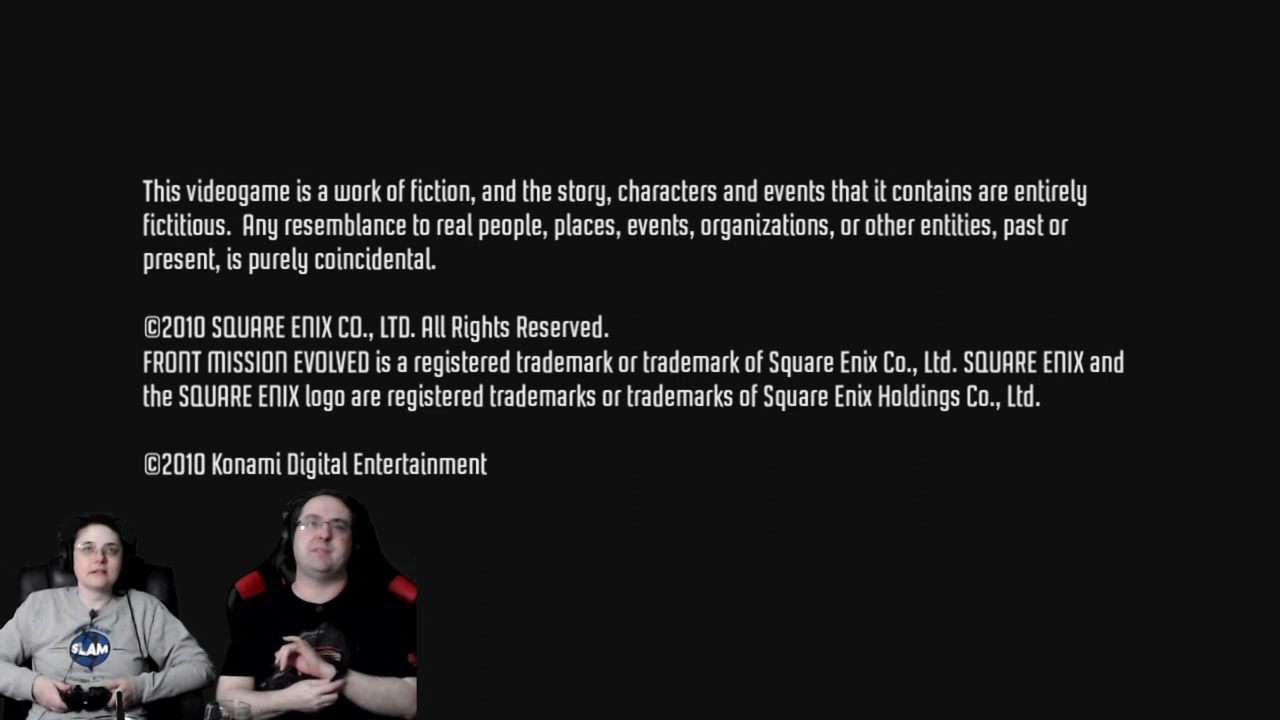 This videogame is a work of fiction, and the story, characters and events that it contains are entirely
fictitious.  Any resemblance to real people, places, events, organizations, or other entities, past or
present, is purely coincidental.
©2010 SQUARE ENIX CO., LTD. All Rights Reserved.
FRONT MISSION EVOLVED is a registered trademark or trademark of Square Enix Co., Ltd. SQUARE ENIX and
the SQUARE ENIX logo are registered trademarks or trademarks of Square Enix Holdings Co., Ltd.
©2010 Konami Digital Entertainment
SLAM